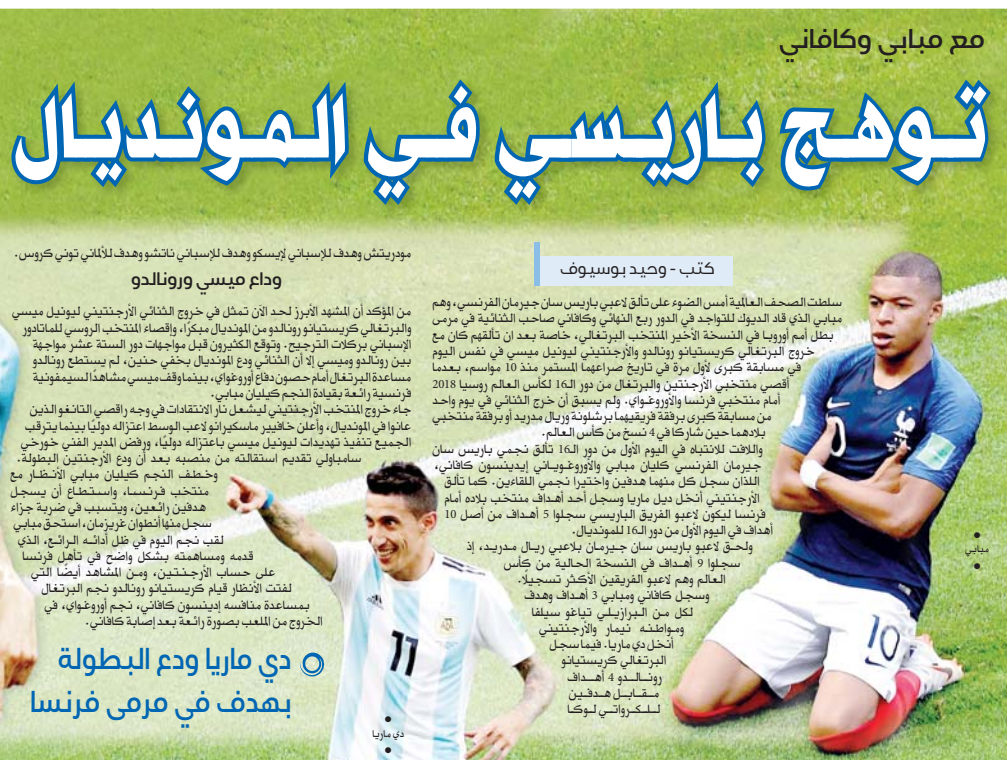 مع مبابي وكافاني
توهج باريسي في المونديال
كتب - وحيد بوسيوف
سلطت الصحف العالمية أمس الضوء على تألق لاعبي باريس سان جيرمان الفرنسي، وهم
مبابي الذي قاد الديوك للتواجد في الدور ربع النهائي وكافاني صاحب الثنائية في مرمى
بطل أمم أوروبا في النسخة الأخير المنتخب البرتغالي، خاصة بعد ان تألقهم كان مع
خروج البرتغالي كريستيانو رونالدو والأرجنتيني ليونيل ميسي في نفس اليوم
في مسابقة كبرى لأول مرة في تاريخ صراعهما المستمر منذ 10 مواسم، بعدما
أقصي منتخبي الأرجنتين والبرتغال من دور الـ16 لكأس العالم روسيا 2018
أمام منتخبي فرنسا والأوروغواي. ولم يسبق أن خرج الثنائي في يوم واحد
من مسابقة كبرى برفقة فريقيهما برشلونة وريال مدريد أو برفقة منتخبي
بلادهما حين شاركا في 4 نسخ من كأس العالم.
واللافت للانتباه في اليوم الأول من دور الـ16 تألق نجمي باريس سان
جيرمان الفرنسي كليان مبابي والأوروغوياني إيدينسون كافاني،
اللذان سجل كل منهما هدفين واختيرا نجمي اللقاءين. كما تألق
الأرجنتيني أنخل ديل ماريا وسجل أحد أهداف منتخب بلاده أمام
فرنسا ليكون لاعبو الفريق الباريسي سجلوا 5 أهداف من أصل 10
أهداف في اليوم الأول من دور الـ16 للمونديال.
ولحق لاعبو باريس سان جيرمان بلاعبي ريال مدريد، إذ
سجلوا 9 أهداف في النسخة الحالية من كأس
العالم وهم لاعبو الفريقين الأكثر تسجيلا.
وسجل كافاني ومبابي 3 أهداف وهدف
لكل من البرازيلي تياغو سيلفا
ومواطنه نيمار والأرجنتيني
أنخل دي ماريا. فيما سجل
البرتغالي كريستيانو
رونالدو 4 أهداف
مقابل هدفين
للكرواتي لوكا
مودريتش وهدف للإسباني لإيسكو وهدف للإسباني ناتشو وهدف للألماني توني كروس.
وداع ميسي ورونالدو
من المؤكد أن المشهد الأبرز لحد الآن تمثل في خروج الثنائي الأرجنتيني ليونيل ميسي
والبرتغالي كريستيانو رونالدو من المونديال مبكرًا، وإقصاء المنتخب الروسي للماتادور
الإسباني بركلات الترجيح. وتوقع الكثيرون قبل مواجهات دور الستة عشر مواجهة
بين رونالدو وميسي إلا أن الثنائي ودع المونديال بخفي حنين، لم يستطع رونالدو
مساعدة البرتغال أمام حصون دفاع أوروغواي، بينما وقف ميسي مشاهدًا السيمفونية
فرنسية رائعة بقيادة النجم كيليان مبابي.
جاء خروج المنتخب الأرجنتيني ليشعل نار الانتقادات في وجه راقصي التانغو الذين
عانوا في المونديال، وأعلن خافيير ماسكيرانو لاعب الوسط اعتزاله دوليًا بينما يترقب
الجميع تنفيذ تهديدات ليونيل ميسي باعتزاله دوليًا، ورفض المدير الفني خورخي
سامباولي تقديم استقالته من منصبه بعد أن ودع الأرجنتين البطولة.
وخطف النجم كيليان مبابي الأنظار مع
منتخب فرنسا، واستطاع أن يسجل
هدفين رائعين، ويتسبب في ضربة جزاء
سجل منها أنطوان غريزمان، استحق مبابي
لقب نجم اليوم في ظل أدائه الرائع، الذي
قدمه ومساهمته بشكل واضح في تأهل فرنسا
على حساب الأرجنتين، ومن المشاهد أيضًا التي
لفتت الأنظار قيام كريستيانو رونالدو نجم البرتغال
بمساعدة منافسه إدينسون كافاني، نجم أوروغواي، في
الخروج من الملعب بصورة رائعة بعد إصابة كافاني.
دي ماريا ودع البطولة
بهدف في مرمى فرنسا
مبابي
دي ماريا
10
11